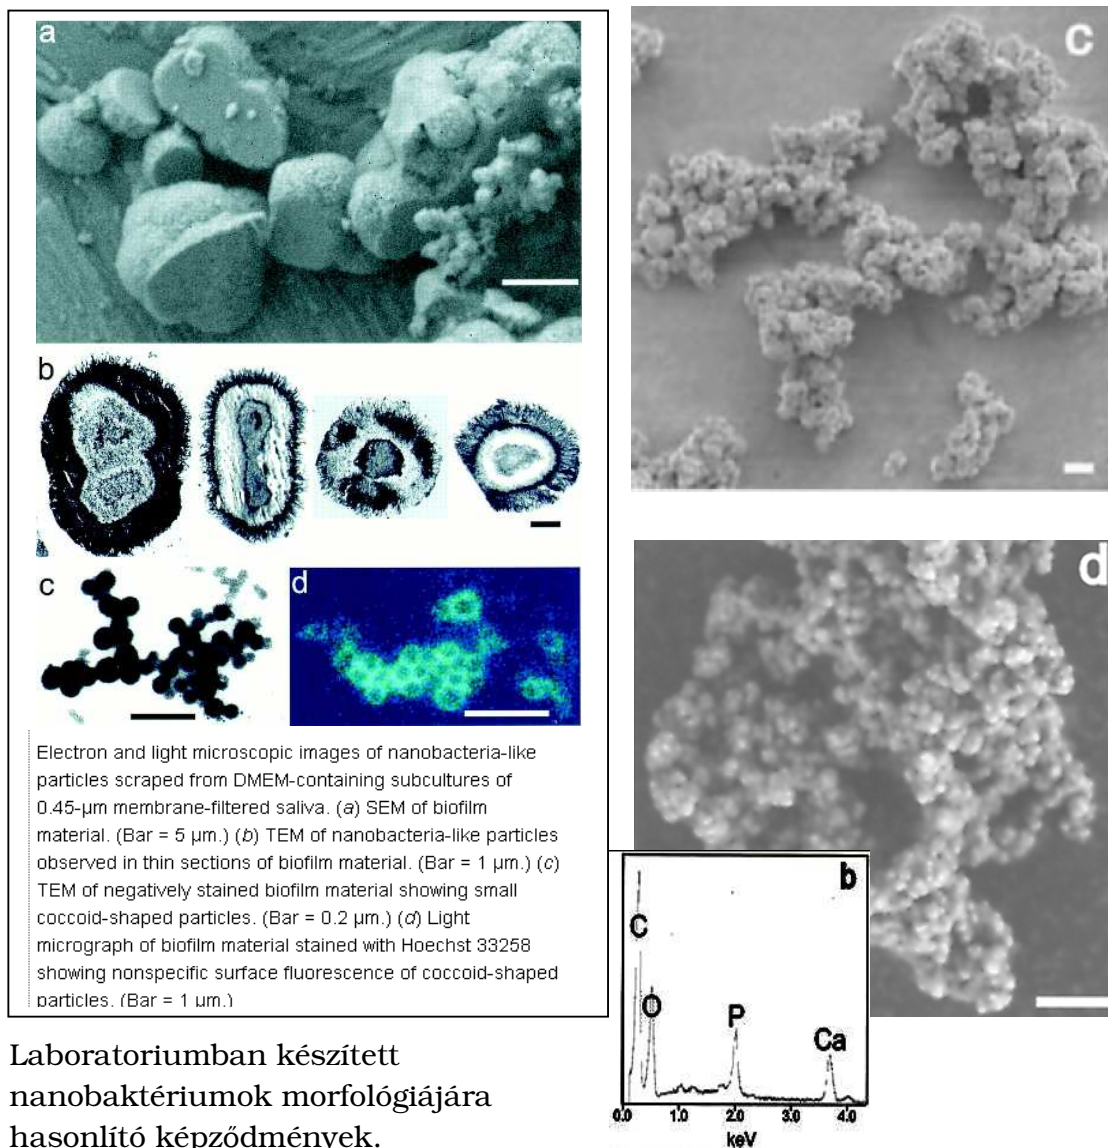 a
b
c
d
Electron and light microscopic images of nanobacteria-like
particles scraped from DMEM-containing subcultures of
0.45-μm membrane-filtered saliva. (a) SEM of biofilm
material. (Bar = 5 μm.) (b) TEM of nanobacteria-like particles
observed in thin sections of biofilm material. (Bar = 1 μm.) (c)
TEM of negatively stained biofilm material showing small
coccoid-shaped particles. (Bar = 0.2 μm.) (d) Light
micrograph of biofilm material stained with Hoechst 33258
showing nonspecific surface fluorescence of coccoid-shaped
particles. (Bar = 1 μm.)
Laboratoriumban készített
nanobaktériumok morfológiájára
hasonlító képződmények.
c
d
b
C
O
P
Ca
0.0 1.0 2.0 3.0 4.0
keV